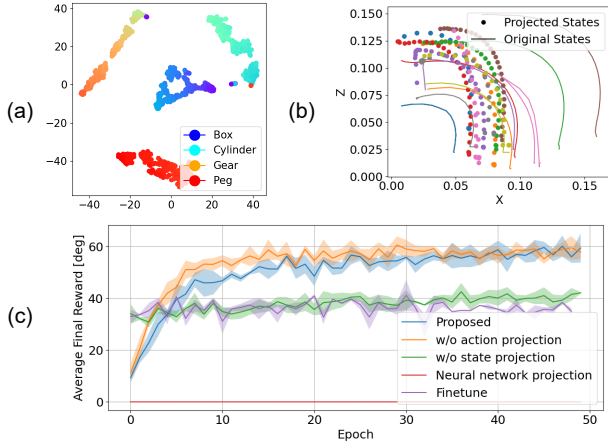 (a)
40
20
0
−20
−40
−40
−20
0
20
40
Box
Cylinder
Gear
Peg
(b)
Z
0.150
0.125
0.100
0.075
0.050
0.025
0.000
0.00
0.05
0.10
0.15
X
Projected States
Original States
(c)
Average Final Reward [deg]
60
40
20
0
0
10
20
30
40
50
Epoch
Proposed
w/o action projection
w/o state projection
Neural network projection
Finetune